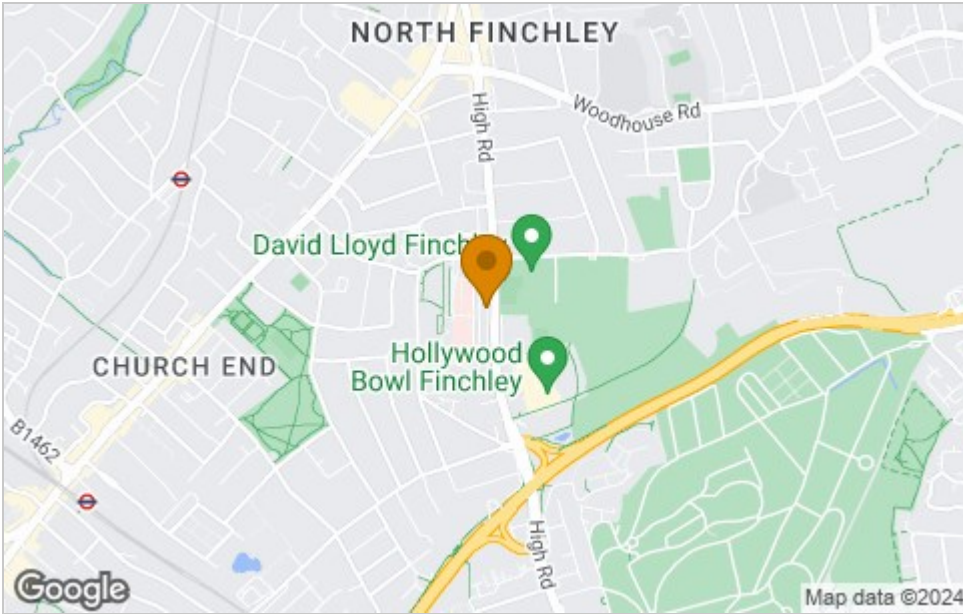 NORTH FINCHLEY
High Rd
Woodhouse Rd
David Lloyd Finchley
Hollywood
Bowl Finchley
CHURCH END
B1462
High Rd
Google
Map data ©2024